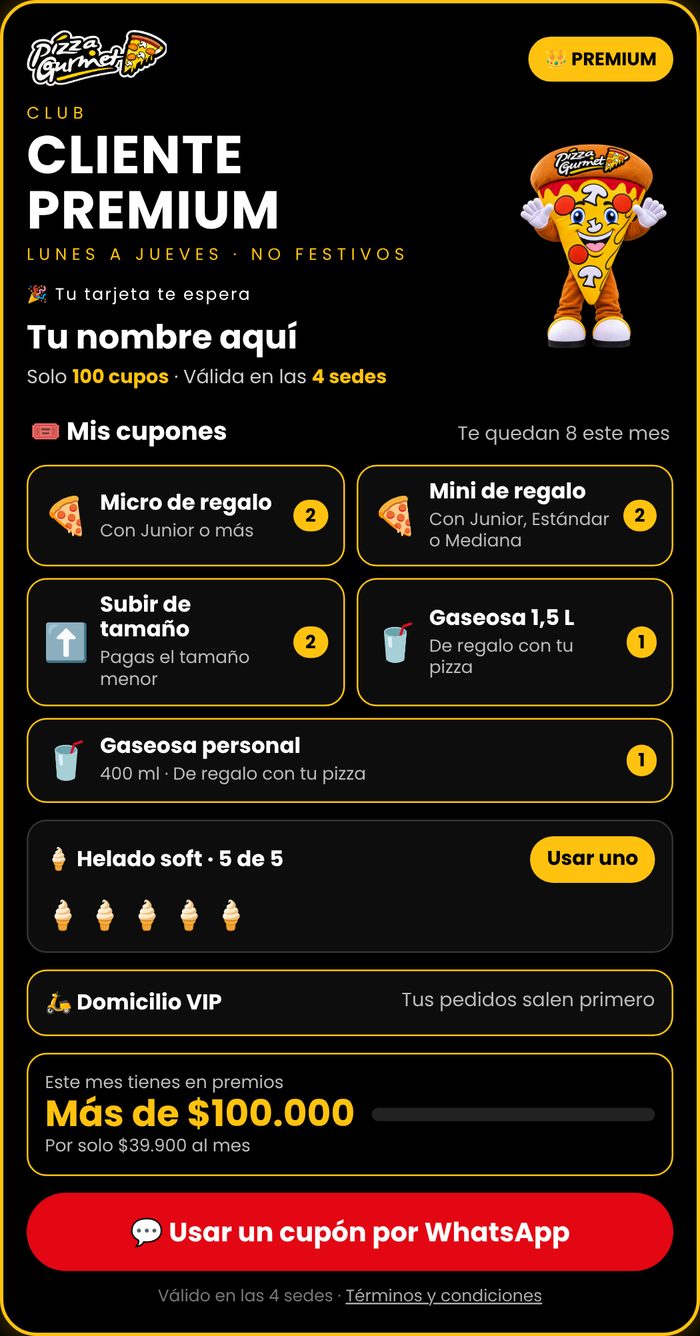 Pizza Gurmet
👑 PREMIUM
CLUB
CLIENTE
PREMIUM
LUNES A JUEVES · NO FESTIVOS
Pizza Gurmet
🎉 Tu tarjeta te espera
Tu nombre aquí
Solo 100 cupos · Válida en las 4 sedes
🎟️ Mis cupones
Te quedan 8 este mes
Micro de regalo
Con Junior o más
2
Mini de regalo
Con Junior, Estándar
o Mediana
2
Subir de
tamaño
Pagas el tamaño
menor
2
Gaseosa 1,5 L
De regalo con tu
pizza
1
Gaseosa personal
400 ml · De regalo con tu pizza
1
🍦 Helado soft · 5 de 5
Usar uno
🛵 Domicilio VIP
Tus pedidos salen primero
Este mes tienes en premios
Más de $100.000
Por solo $39.900 al mes
💬 Usar un cupón por WhatsApp
Válido en las 4 sedes · Términos y condiciones